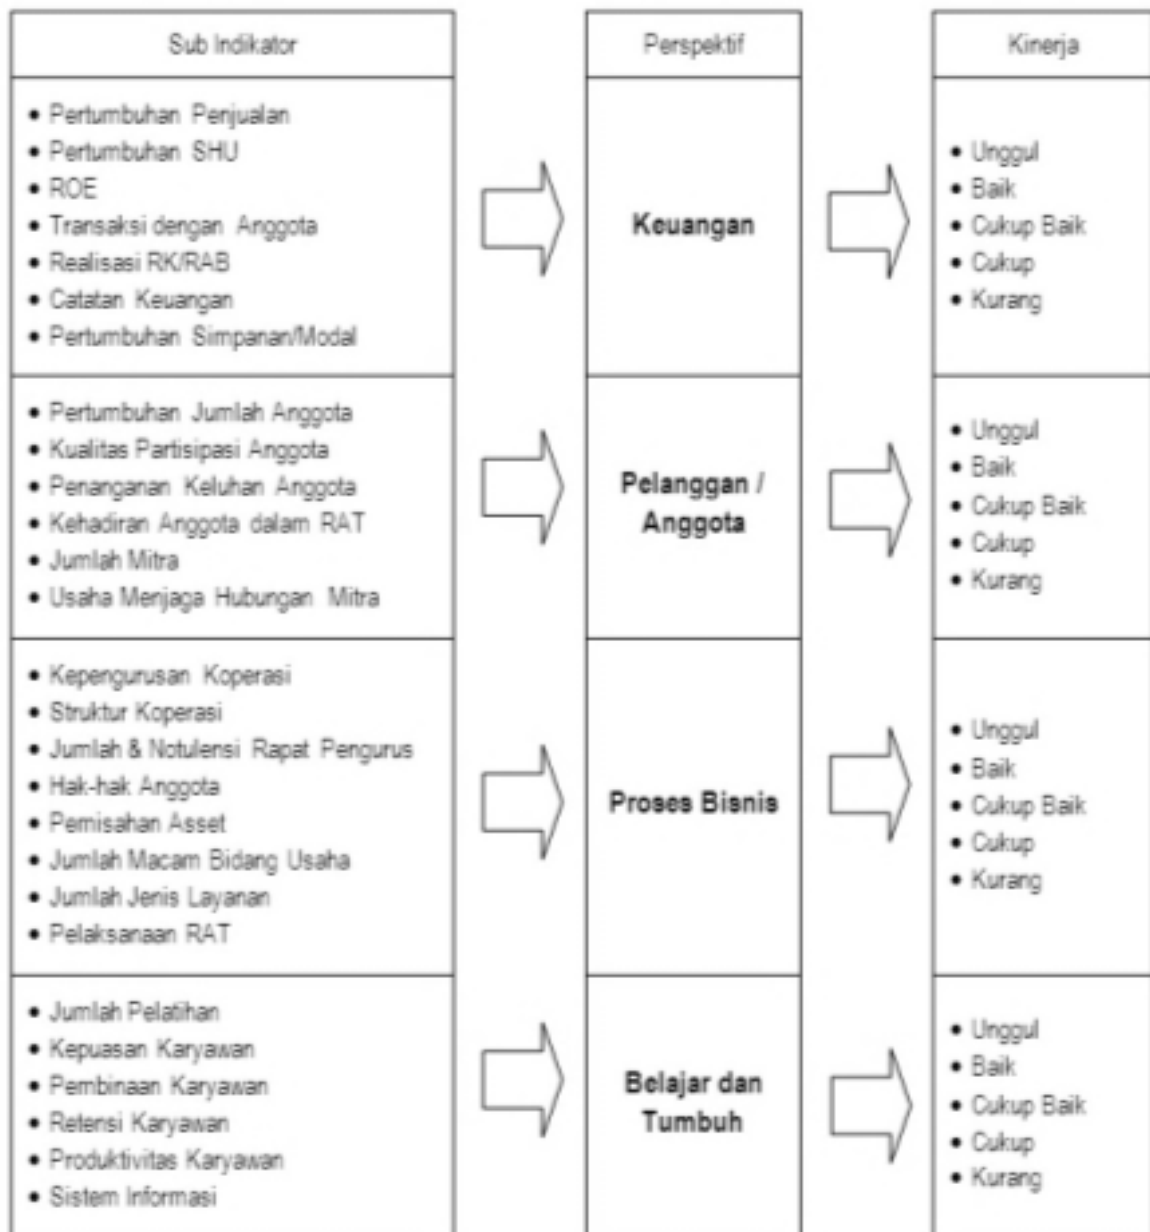 Sub Indikator
Perspektif
Kinerja
• Pertumbuhan Penjualan
• Pertumbuhan SHU
• ROE
• Transaksi dengan Anggota
• Realisasi RK/RAB
• Catatan Keuangan
• Pertumbuhan Simpanan/Modal
Keuangan
• Unggul
• Baik
• Cukup Baik
• Cukup
• Kurang
• Pertumbuhan Jumlah Anggota
• Kualitas Partisipasi Anggota
• Penanganan Keluhan Anggota
• Kehadiran Anggota dalam RAT
• Jumlah Mitra
• Usaha Menjaga Hubungan Mitra
Pelanggan /
Anggota
• Unggul
• Baik
• Cukup Baik
• Cukup
• Kurang
• Kepengurusan Koperasi
• Struktur Koperasi
• Jumlah & Notulensi Rapat Pengurus
• Hak-hak Anggota
• Pemisahan Asset
• Jumlah Macam Bidang Usaha
• Jumlah Jenis Layanan
• Pelaksanaan RAT
Proses Bisnis
• Unggul
• Baik
• Cukup Baik
• Cukup
• Kurang
• Jumlah Pelatihan
• Kepuasan Karyawan
• Pembinaan Karyawan
• Retensi Karyawan
• Produktivitas Karyawan
• Sistem Informasi
Belajar dan
Tumbuh
• Unggul
• Baik
• Cukup Baik
• Cukup
• Kurang